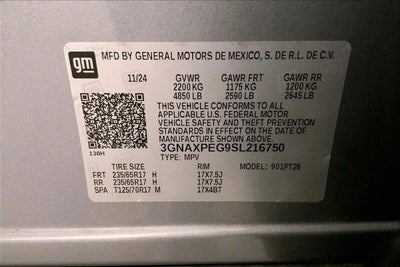 gm
MFD BY GENERAL MOTORS DE MEXICO, S. DE R.L. DE C.V.
11/24 GVWR GAWR FRT GAWR RR
2200 KG 1175 KG 1200 KG
4850 LB 2590 LB 2645 LB
THIS VEHICLE CONFORMS TO ALL
APPLICABLE U.S. FEDERAL MOTOR
VEHICLE SAFETY AND THEFT PREVENTION
STANDARDS IN EFFECT ON THE DATE
OF MANUFACTURE SHOWN ABOVE.
3GNAXPEG9SL216750
TYPE: MPV
TIRE SIZE RIM MODEL: 901PT26
FRT 235/65R17 H 17X7.5J
RR 235/65R17 H 17X7.5J
SPA T125/70R17 M 17X4BT